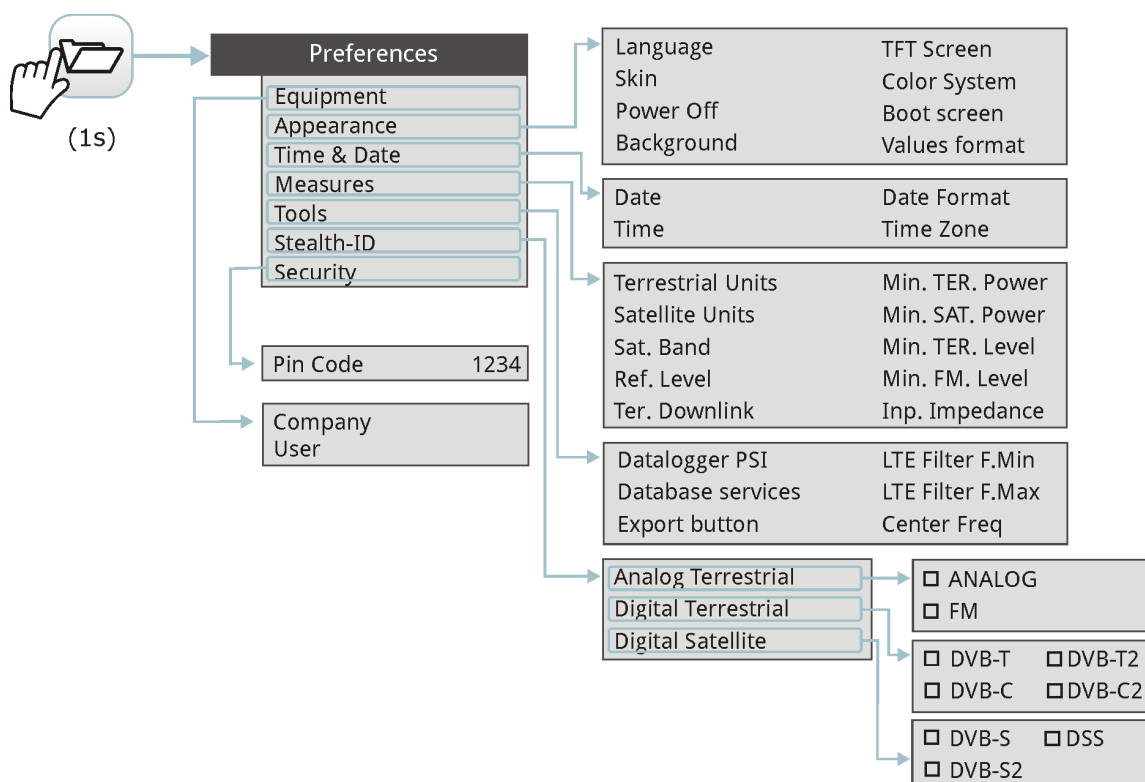 (1s)
Preferences
Equipment
Appearance
Time & Date
Measures
Tools
Stealth-ID
Security
Pin Code 1234
Company
User
Language TFT Screen
Skin Color System
Power Off Boot screen
Background Values format
Date Date Format
Time Time Zone
Terrestrial Units Min. TER. Power
Satellite Units Min. SAT. Power
Sat. Band Min. TER. Level
Ref. Level Min. FM. Level
Ter. Downlink Inp. Impedance
Datalogger PSI LTE Filter F.Min
Database services LTE Filter F.Max
Export button Center Freq
Analog Terrestrial
Digital Terrestrial
Digital Satellite
ANALOG
FM
DVB-T DVB-T2
DVB-C DVB-C2
DVB-S DSS
DVB-S2